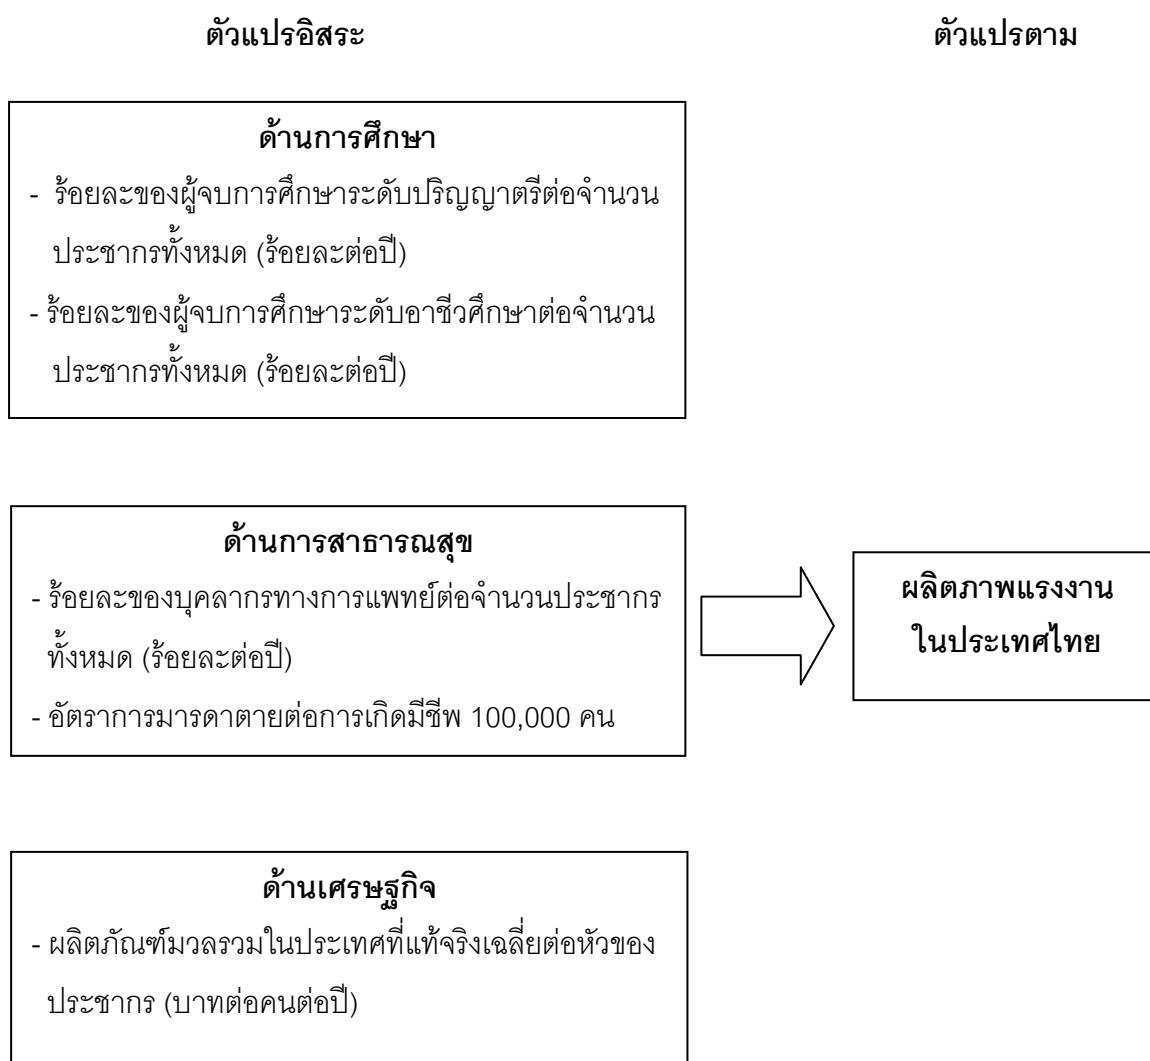 ตัวแปรอิสระ
ตัวแปรตาม
ด้านการศึกษา
- ร้อยละของผู้จบการศึกษาระดับปริญญาตรีต่อจำนวน
ประชากรทั้งหมด (ร้อยละต่อปี)
- ร้อยละของผู้จบการศึกษาระดับอาชีวศึกษาต่อจำนวน
ประชากรทั้งหมด (ร้อยละต่อปี)
ด้านการสาธารณสุข
- ร้อยละของบุคลากรทางการแพทย์ต่อจำนวนประชากร
ทั้งหมด (ร้อยละต่อปี)
- อัตราการมารดาตายต่อการเกิดมีชีพ 100,000 คน
ผลิตภาพแรงงาน
ในประเทศไทย
ด้านเศรษฐกิจ
- ผลิตภัณฑ์มวลรวมในประเทศที่แท้จริงเฉลี่ยต่อหัวของ
ประชากร (บาทต่อคนต่อปี)